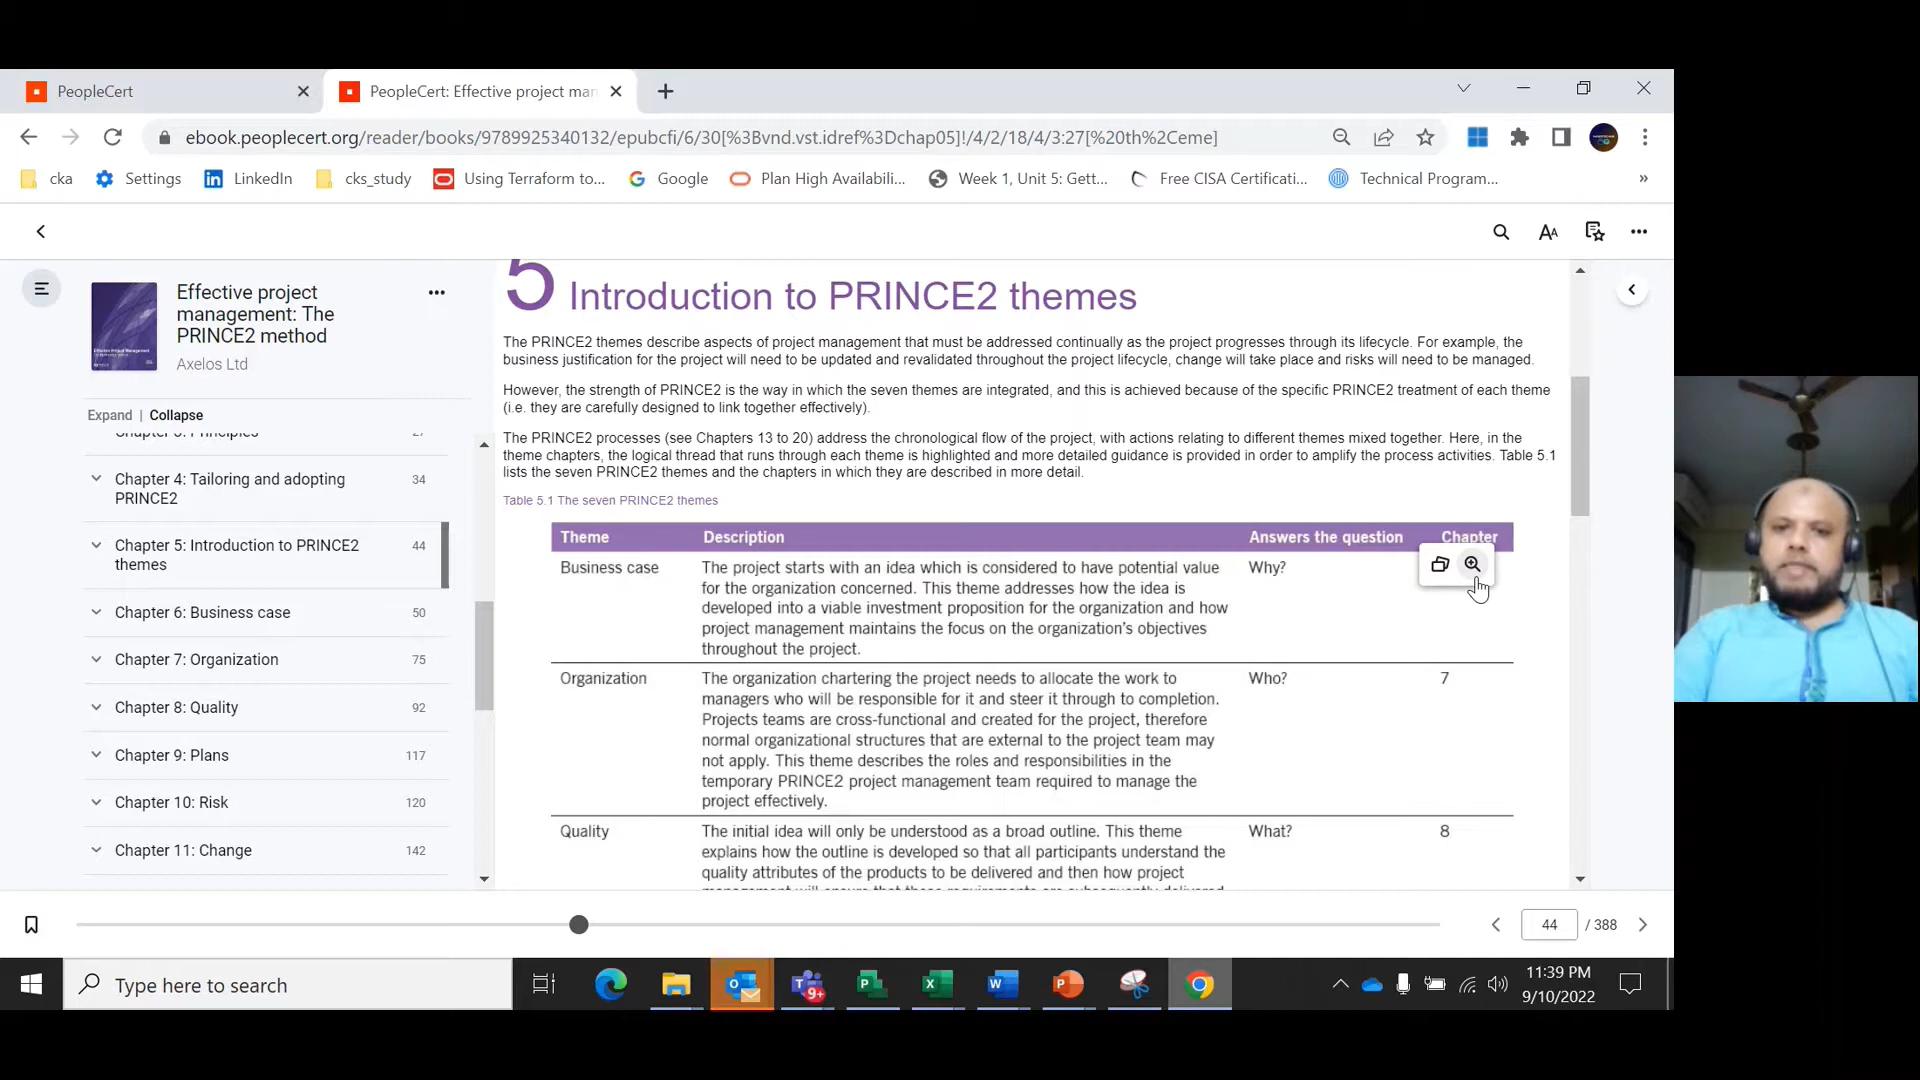 PeopleCert
PeopleCert: Effective project mar
ebook.peoplecert.org/reader/books/9789925340132/epubcfi/6/30[%3Bvnd.vst.idref%3Dchap05]!/4/2/18/4/3:27[%20th%2Ceme]
cka
Settings
LinkedIn
cks_study
Using Terraform to...
Google
Plan High Availabili...
Week 1, Unit 5: Gett...
Free CISA Certificati...
Technical Program...
Effective project
management: The
PRINCE2 method
Axelos Ltd
Expand | Collapse
Chapter 3: Principles 27
Chapter 4: Tailoring and adopting
PRINCE2 34
Chapter 5: Introduction to PRINCE2
themes 44
Chapter 6: Business case 50
Chapter 7: Organization 75
Chapter 8: Quality 92
Chapter 9: Plans 117
Chapter 10: Risk 120
Chapter 11: Change 142
5 Introduction to PRINCE2 themes
The PRINCE2 themes describe aspects of project management that must be addressed continually as the project progresses through its lifecycle. For example, the
business justification for the project will need to be updated and revalidated throughout the project lifecycle, change will take place and risks will need to be managed.
However, the strength of PRINCE2 is the way in which the seven themes are integrated, and this is achieved because of the specific PRINCE2 treatment of each theme
(i.e. they are carefully designed to link together effectively).
The PRINCE2 processes (see Chapters 13 to 20) address the chronological flow of the project, with actions relating to different themes mixed together. Here, in the
theme chapters, the logical thread that runs through each theme is highlighted and more detailed guidance is provided in order to amplify the process activities. Table 5.1
lists the seven PRINCE2 themes and the chapters in which they are described in more detail.
Table 5.1 The seven PRINCE2 themes
Theme Description Answers the question Chapter
Business case The project starts with an idea which is considered to have potential value Why?
for the organization concerned. This theme addresses how the idea is
developed into a viable investment proposition for the organization and how
project management maintains the focus on the organization's objectives
throughout the project.
Organization The organization chartering the project needs to allocate the work to Who? 7
managers who will be responsible for it and steer it through to completion.
Projects teams are cross-functional and created for the project, therefore
normal organizational structures that are external to the project team may
not apply. This theme describes the roles and responsibilities in the
temporary PRINCE2 project management team required to manage the
project effectively.
Quality The initial idea will only be understood as a broad outline. This theme What? 8
explains how the outline is developed so that all participants understand the
quality attributes of the products to be delivered and then how project
management will ensure that these requirements are subsequently delivered
44 / 388
Type here to search
9+
11:39 PM
9/10/2022